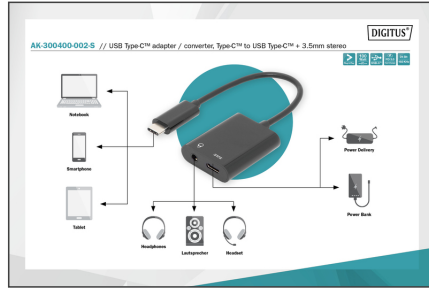 DIGITUS®
AK-300400-002-S // USB Type-C™ adapter / converter, Type-C™ to USB Type-C™ + 3.5mm stereo
Notebook
Smartphone
Tablet
Headphones
Lautsprecher
Headset
Power Delivery
Power Bank